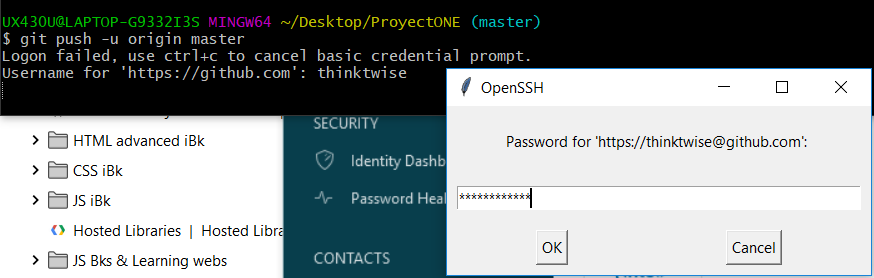 UX430U@LAPTOP-G9332I3S MINGW64 ~/Desktop/ProyectONE (master)
$ git push -u origin master
Logon failed, use ctrl+c to cancel basic credential prompt.
Username for 'https://github.com': thinktwise
OpenSSH
Password for 'https://thinktwise@github.com':
************
OK
Cancel
HTML advanced iBk
CSS iBk
JS iBk
Hosted Libraries | Hosted Libra
JS Bks & Learning webs
SECURITY
Identity Dashb
Password Heal
CONTACTS